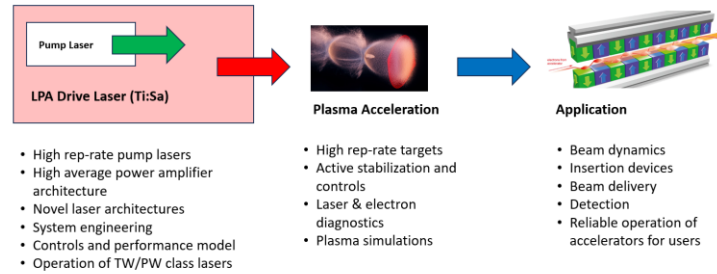 Pump Laser
LPA Drive Laser (Ti:Sa)
• High rep-rate pump lasers
• High average power amplifier
architecture
• Novel laser architectures
• System engineering
• Controls and performance model
• Operation of TW/PW class lasers
Plasma Acceleration
• High rep-rate targets
• Active stabilization and
controls
• Laser & electron
diagnostics
• Plasma simulations
Application
• Beam dynamics
• Insertion devices
• Beam delivery
• Detection
• Reliable operation of
accelerators for users